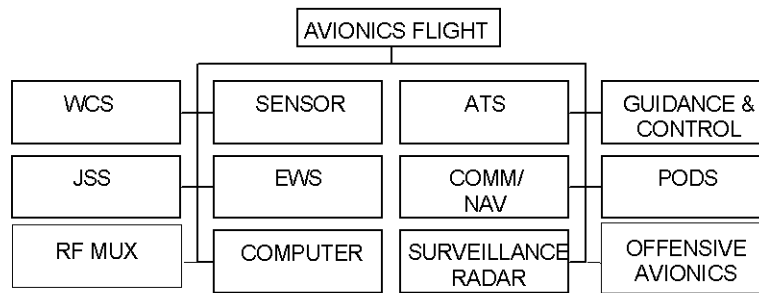 AVIONICS FLIGHT
WCS
SENSOR
ATS
GUIDANCE &
CONTROL
JSS
EWS
COMM/
NAV
PODS
RF MUX
COMPUTER
SURVEILLANCE
RADAR
OFFENSIVE
AVIONICS